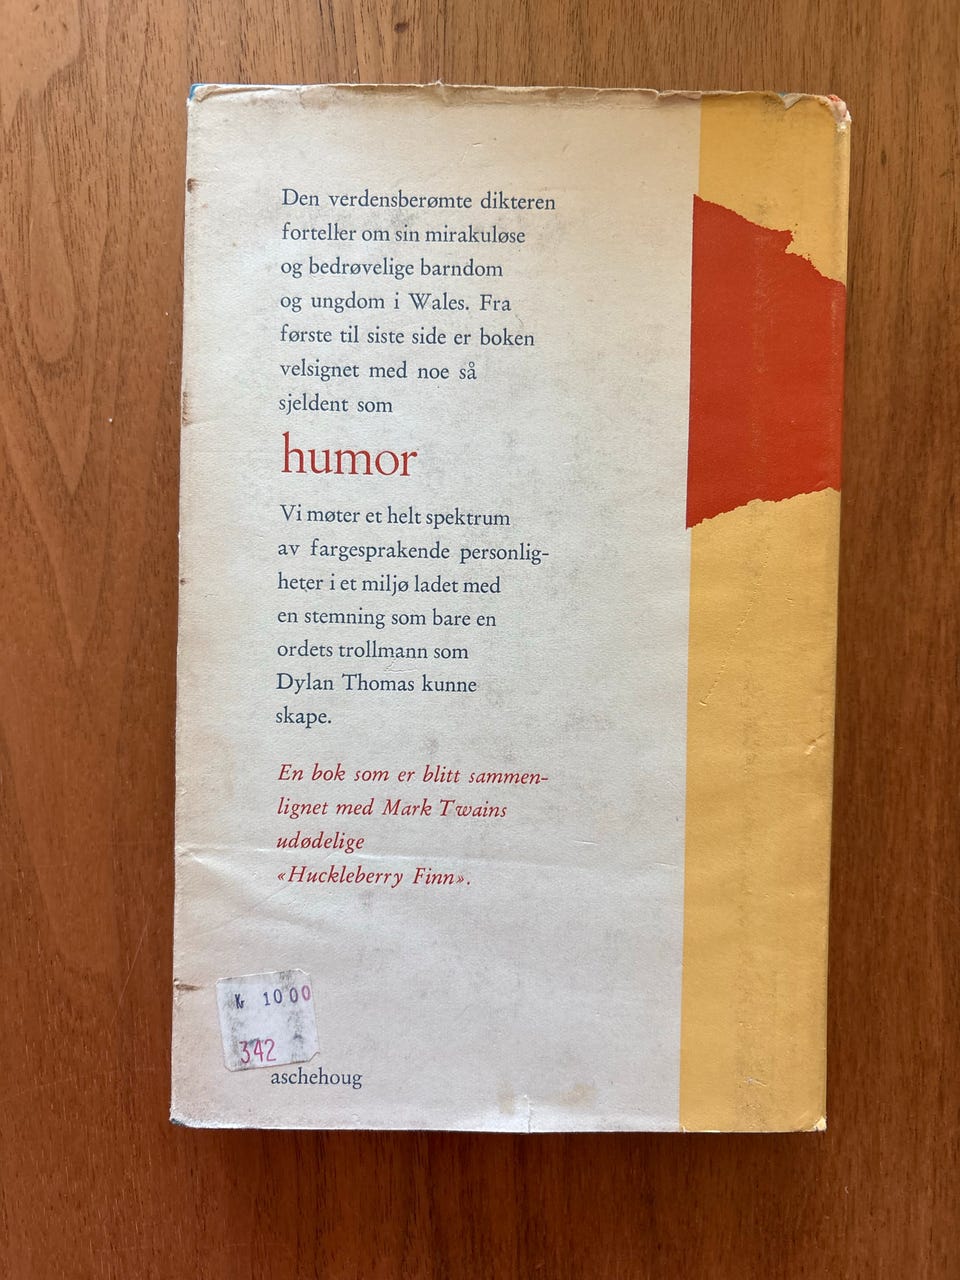 Den verdensberømte dikteren
forteller om sin mirakuløse
og bedrøvelige barndom
og ungdom i Wales. Fra
første til siste side er boken
velsignet med noe så
sjeldent som
humor
Vi møter et helt spektrum
av fargesprakende personlig-
heter i et miljø ladet med
en stemning som bare en
ordets trollmann som
Dylan Thomas kunne
skape.
En bok som er blitt sammen-
lignet med Mark Twains
udødelige
«Huckleberry Finn».
Kr 10 00
342
aschehoug